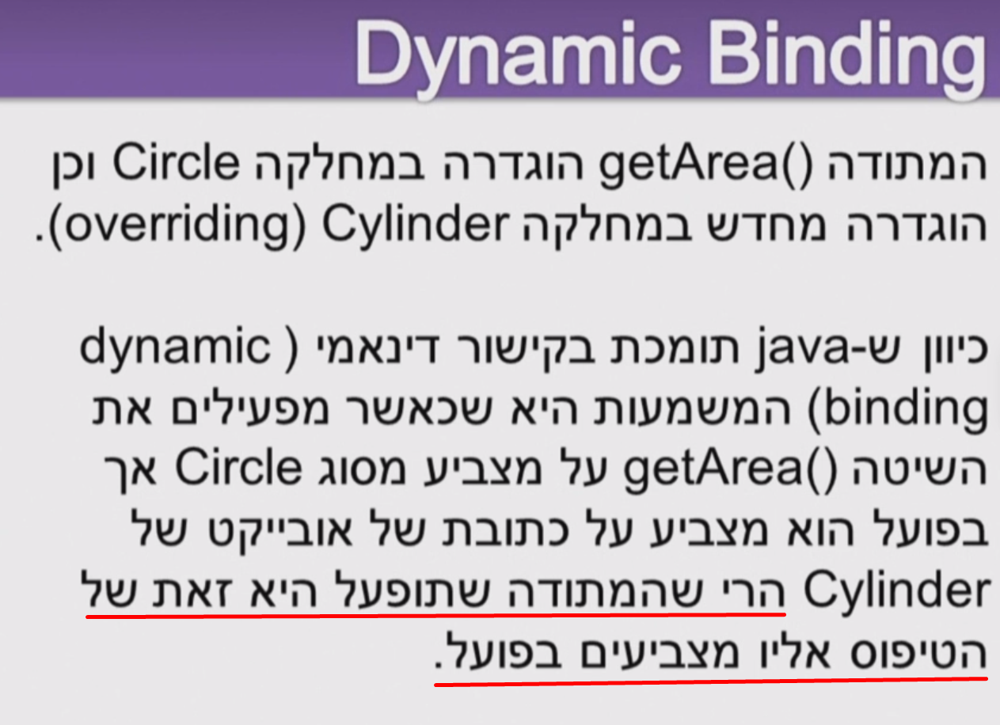 Dynamic Binding
המתודה getArea() הוגדרה במחלקה Circle וכן
הוגדרה מחדש במחלקה Cylinder (overriding).
כיוון ש-java תומכת בקישור דינאמי ( dynamic
binding) המשמעות היא שכאשר מפעילים את
השיטה getArea() על מצביע מסוג Circle אך
בפועל הוא מצביע על כתובת של אובייקט של
Cylinder הרי שהמתודה שתופעל היא זאת של
הטיפוס אליו מצביעים בפועל.